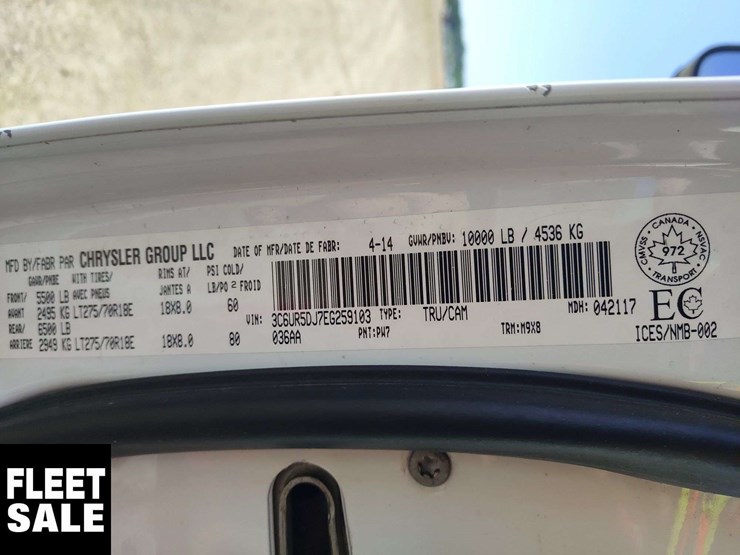 MFD BY/FABR PAR CHRYSLER GROUP LLC DATE OF MFR/DATE DE FABR: 4-14 GVWR/PNBV: 10000 LB / 4536 KG
GAWR/PNBE WITH TIRES/ RIMS AT/ PSI COLD/
AVEC PNEUS JANTES A LB/PO2 FROID
FRONT/ 5500 LB
AVANT 2495 KG LT275/70R18E 18X8.0 60
REAR/ 6500 LB
ARRIERE 2949 KG LT275/70R18E 18X8.0 80
VIN: 3C6UR5DJ7EG259103 TYPE: TRU/CAM MDH: 042117
036AA PNT: PW7 TRM: M9X8
CANADA
CMVSS 972 NSVAC
TRANSPORT
EC
ICES/NMB-002
FLEET
SALE